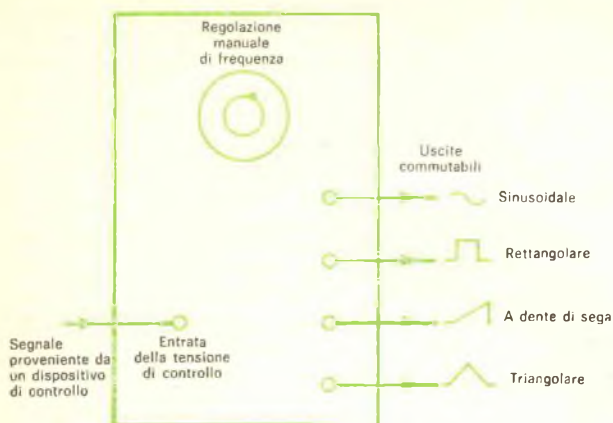 Regolazione
manuale
di frequenza
Uscite
commutabili
Sinusoidale
Rettangolare
A dente di sega
Triangolare
Segnale
proveniente da
un dispositivo
di controllo
Entrata
della tensione
di controllo